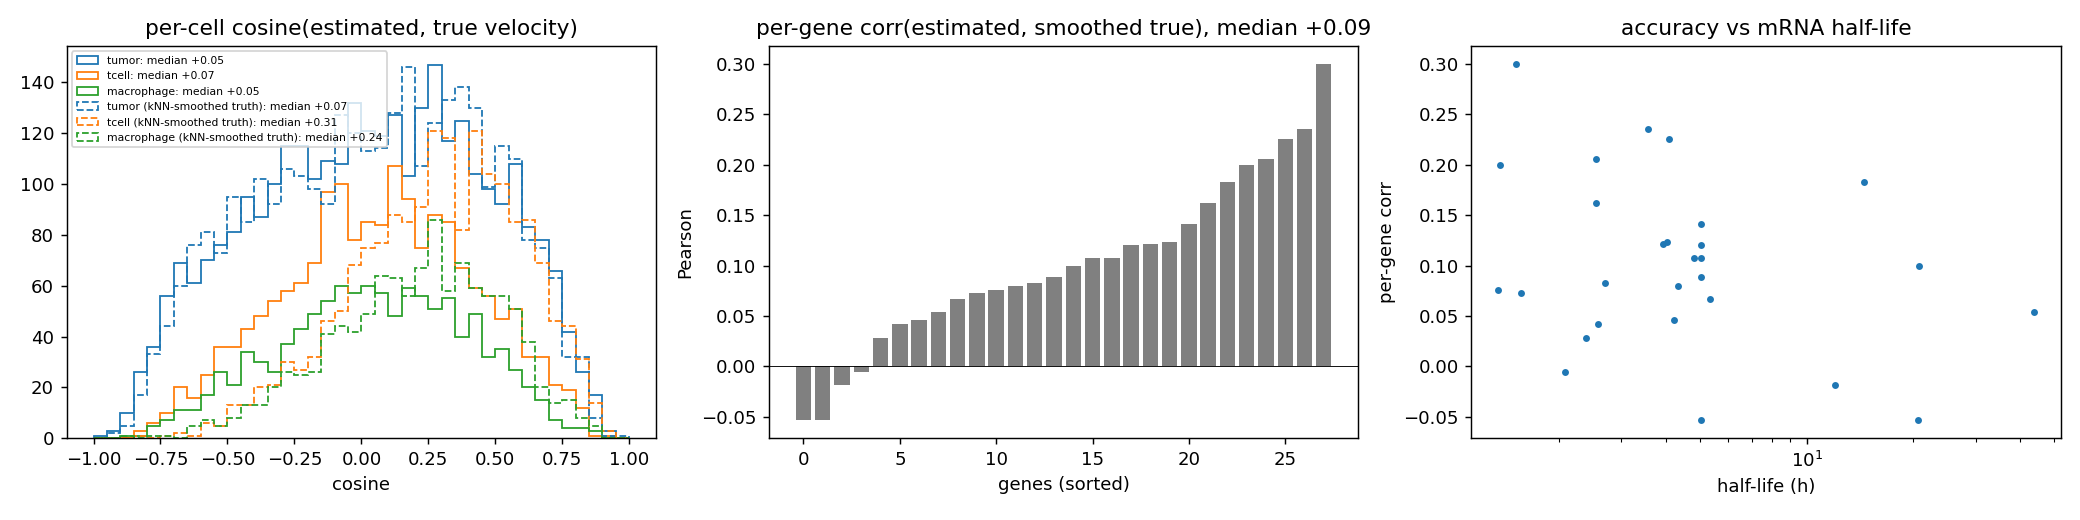 per-cell cosine(estimated, true velocity)
tumor: median +0.05
tcell: median +0.07
macrophage: median +0.05
tumor (kNN-smoothed truth): median +0.07
tcell (kNN-smoothed truth): median +0.31
macrophage (kNN-smoothed truth): median +0.24
140
120
100
80
60
40
20
0
−1.00 −0.75 −0.50 −0.25 0.00 0.25 0.50 0.75 1.00
cosine
per-gene corr(estimated, smoothed true), median +0.09
Pearson
0.30
0.25
0.20
0.15
0.10
0.05
0.00
−0.05
0 5 10 15 20 25
genes (sorted)
accuracy vs mRNA half-life
per-gene corr
0.30
0.25
0.20
0.15
0.10
0.05
0.00
−0.05
10¹
half-life (h)